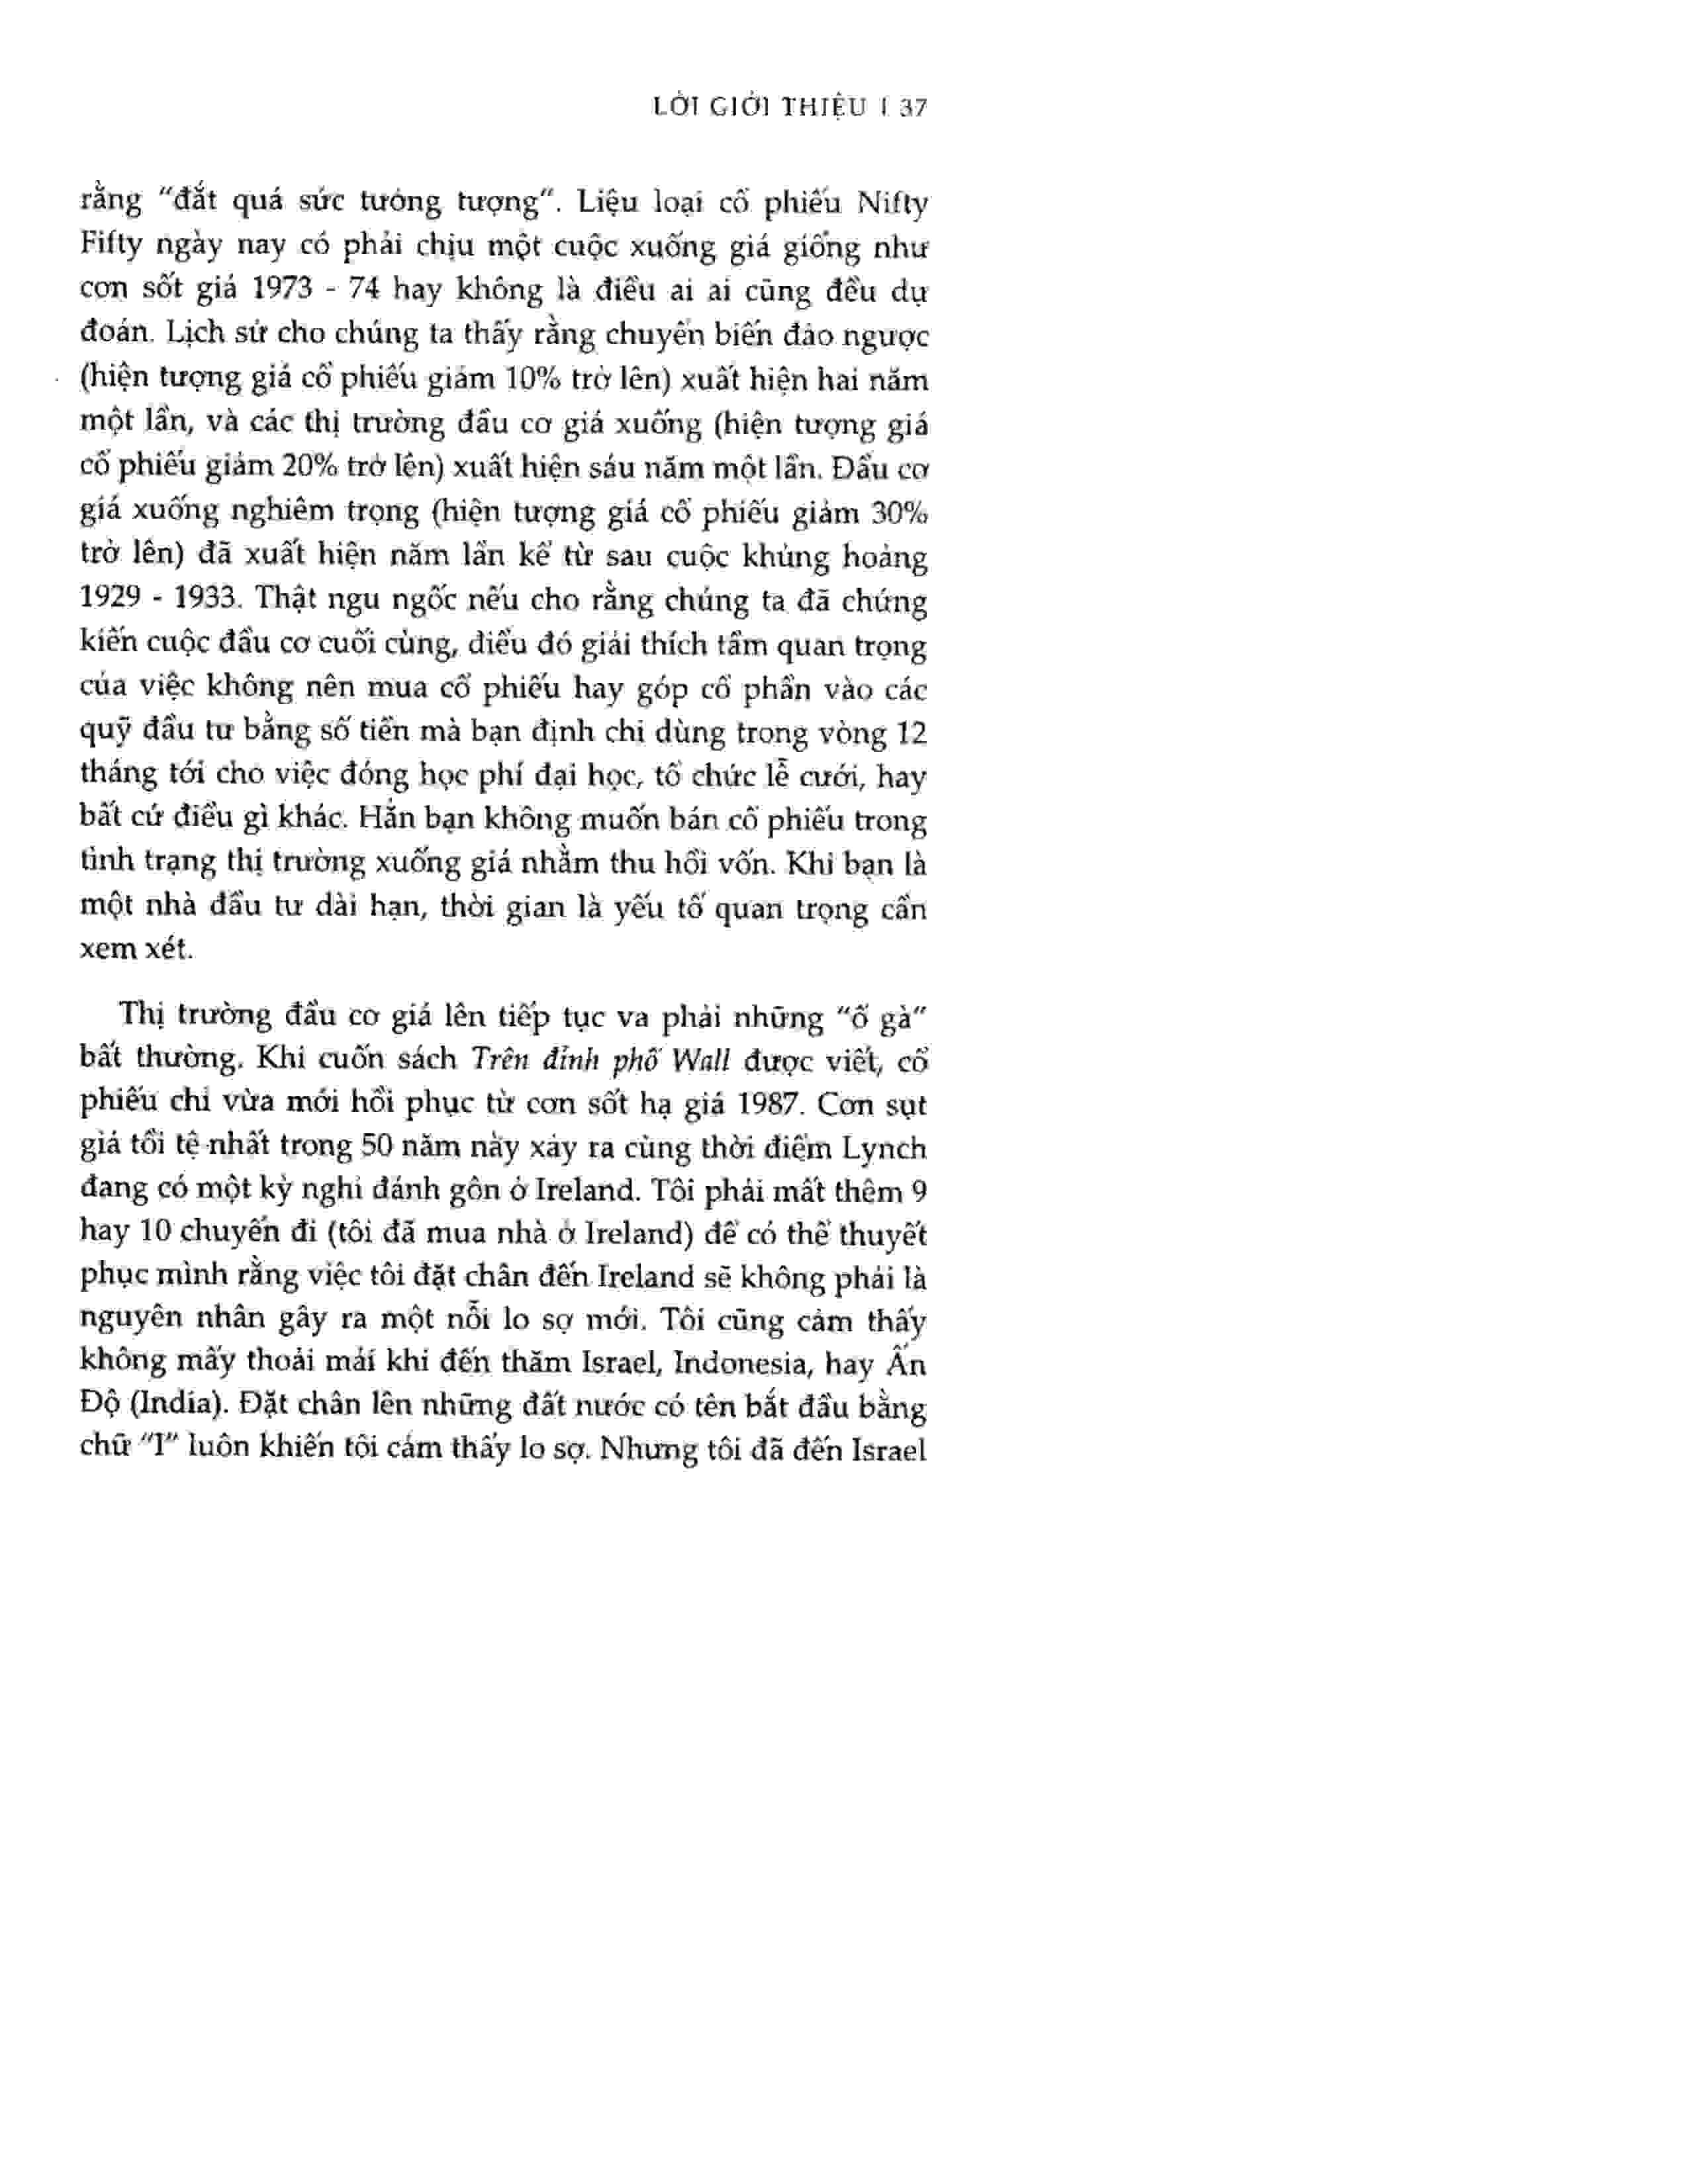 LỜI GIỚI THIỆU | 37
rằng “đắt quá sức tưởng tượng“. Liệu loại cổ phiếu Nifty
Fifty ngày nay có phải chịu một cuộc xuống giá giống như
cơn sốt giá 1973 - 74 hay không là điều ai ai cũng đều dự
đoán. Lịch sử cho chúng ta thấy rằng chuyển biến đảo ngược
(hiện tượng giá cổ phiếu giảm 10% trở lên) xuất hiện hai năm
một lần, và các thị trường đầu cơ giá xuống (hiện tượng giá
cổ phiếu giảm 20% trở lên) xuất hiện sáu năm một lần. Đầu cơ
giá xuống nghiêm trọng (hiện tượng giá cổ phiếu giảm 30%
trở lên) đã xuất hiện năm lần kể từ sau cuộc khủng hoảng
1929 - 1933. Thật ngu ngốc nếu cho rằng chúng ta đã chứng
kiến cuộc đầu cơ cuối cùng, điều đó giải thích tầm quan trọng
của việc không nên mua cổ phiếu hay góp cổ phần vào các
quỹ đầu tư bằng số tiền mà bạn định chi dùng trong vòng 12
tháng tới cho việc đóng học phí đại học, tổ chức lễ cưới, hay
bất cứ điều gì khác. Hẳn bạn không muốn bán cổ phiếu trong
tình trạng thị trường xuống giá nhằm thu hồi vốn. Khi bạn là
một nhà đầu tư dài hạn, thời gian là yếu tố quan trọng cần
xem xét.
Thị trường đầu cơ giá lên tiếp tục va phải những “ổ gà”
bất thường. Khi cuốn sách Trên đỉnh phố Wall được viết, cổ
phiếu chỉ vừa mới hồi phục từ cơn sốt hạ giá 1987. Cơn sụt
giá tồi tệ nhất trong 50 năm này xảy ra cùng thời điểm Lynch
đang có một kỳ nghỉ đánh gôn ở Ireland. Tôi phải mất thêm 9
hay 10 chuyến đi (tôi đã mua nhà ở Ireland) để có thể thuyết
phục mình rằng việc tôi đặt chân đến Ireland sẽ không phải là
nguyên nhân gây ra một nỗi lo sợ mới. Tôi cũng cảm thấy
không mấy thoải mái khi đến thăm Israel, Indonesia, hay Ấn
Độ (India). Đặt chân lên những đất nước có tên bắt đầu bằng
chữ “I” luôn khiến tôi cảm thấy lo sợ. Nhưng tôi đã đến Israel